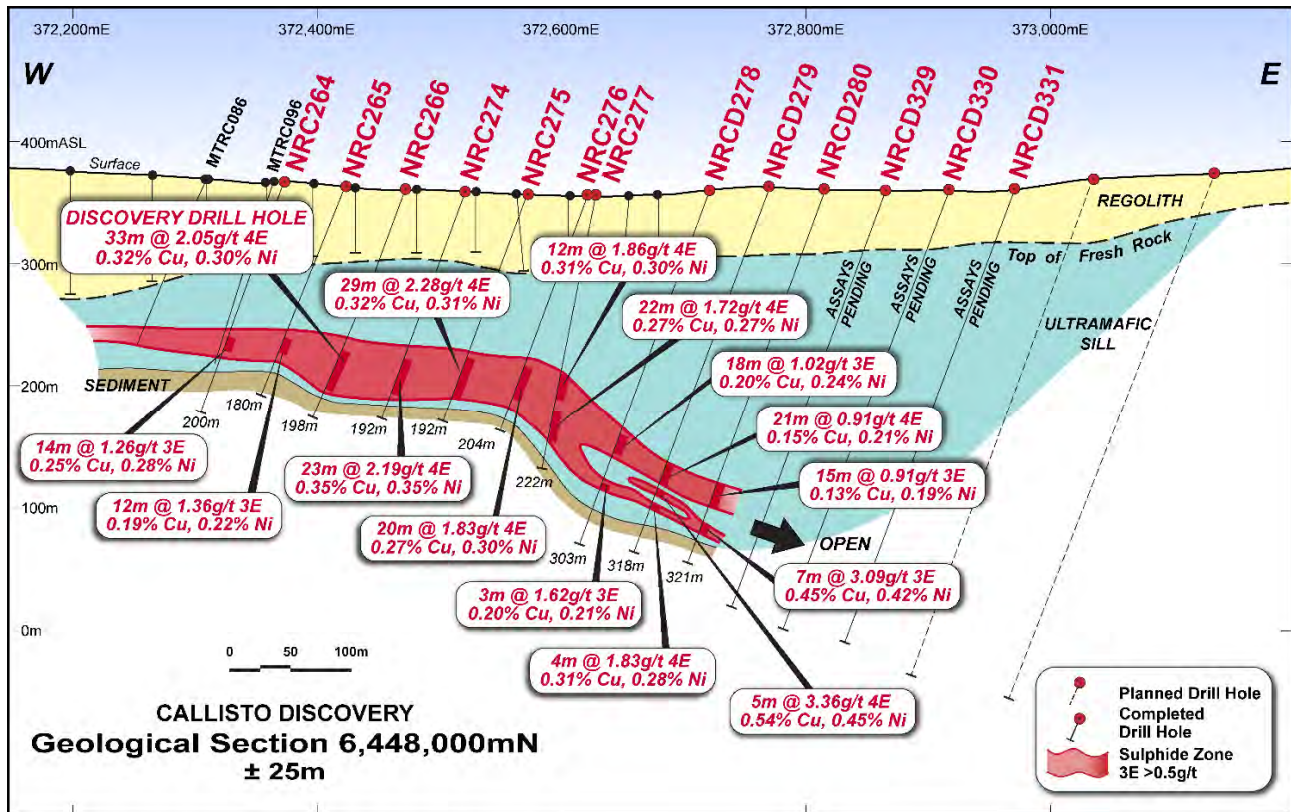 372,200mE
372,400mE
372,600mE
372,800mE
373,000mE
W
E
MTRC086
MTRC096
NRC264
NRC265
NRC266
NRC274
NRC275
NRC276
NRC277
NRCD278
NRCD279
NRCD280
NRCD329
NRCD330
NRCD331
400mASL
Surface
REGOLITH
DISCOVERY DRILL HOLE
33m @ 2.05g/t 4E
0.32% Cu, 0.30% Ni
12m @ 1.86g/t 4E
0.31% Cu, 0.30% Ni
Top of Fresh Rock
300m
29m @ 2.28g/t 4E
0.32% Cu, 0.31% Ni
22m @ 1.72g/t 4E
0.27% Cu, 0.27% Ni
ASSAYS
PENDING
ASSAYS
PENDING
ASSAYS
PENDING
ULTRAMAFIC
SILL
18m @ 1.02g/t 3E
0.20% Cu, 0.24% Ni
200m
SEDIMENT
200m
180m
198m
192m
192m
204m
222m
303m
318m
321m
21m @ 0.91g/t 4E
0.15% Cu, 0.21% Ni
14m @ 1.26g/t 3E
0.25% Cu, 0.28% Ni
23m @ 2.19g/t 4E
0.35% Cu, 0.35% Ni
15m @ 0.91g/t 3E
0.13% Cu, 0.19% Ni
100m
12m @ 1.36g/t 3E
0.19% Cu, 0.22% Ni
20m @ 1.83g/t 4E
0.27% Cu, 0.30% Ni
OPEN
7m @ 3.09g/t 3E
0.45% Cu, 0.42% Ni
3m @ 1.62g/t 3E
0.20% Cu, 0.21% Ni
0m
4m @ 1.83g/t 4E
0.31% Cu, 0.28% Ni
5m @ 3.36g/t 4E
0.54% Cu, 0.45% Ni
0 50 100m
CALLISTO DISCOVERY
Geological Section 6,448,000mN
± 25m
Planned Drill Hole
Completed
Drill Hole
Sulphide Zone
3E >0.5g/t